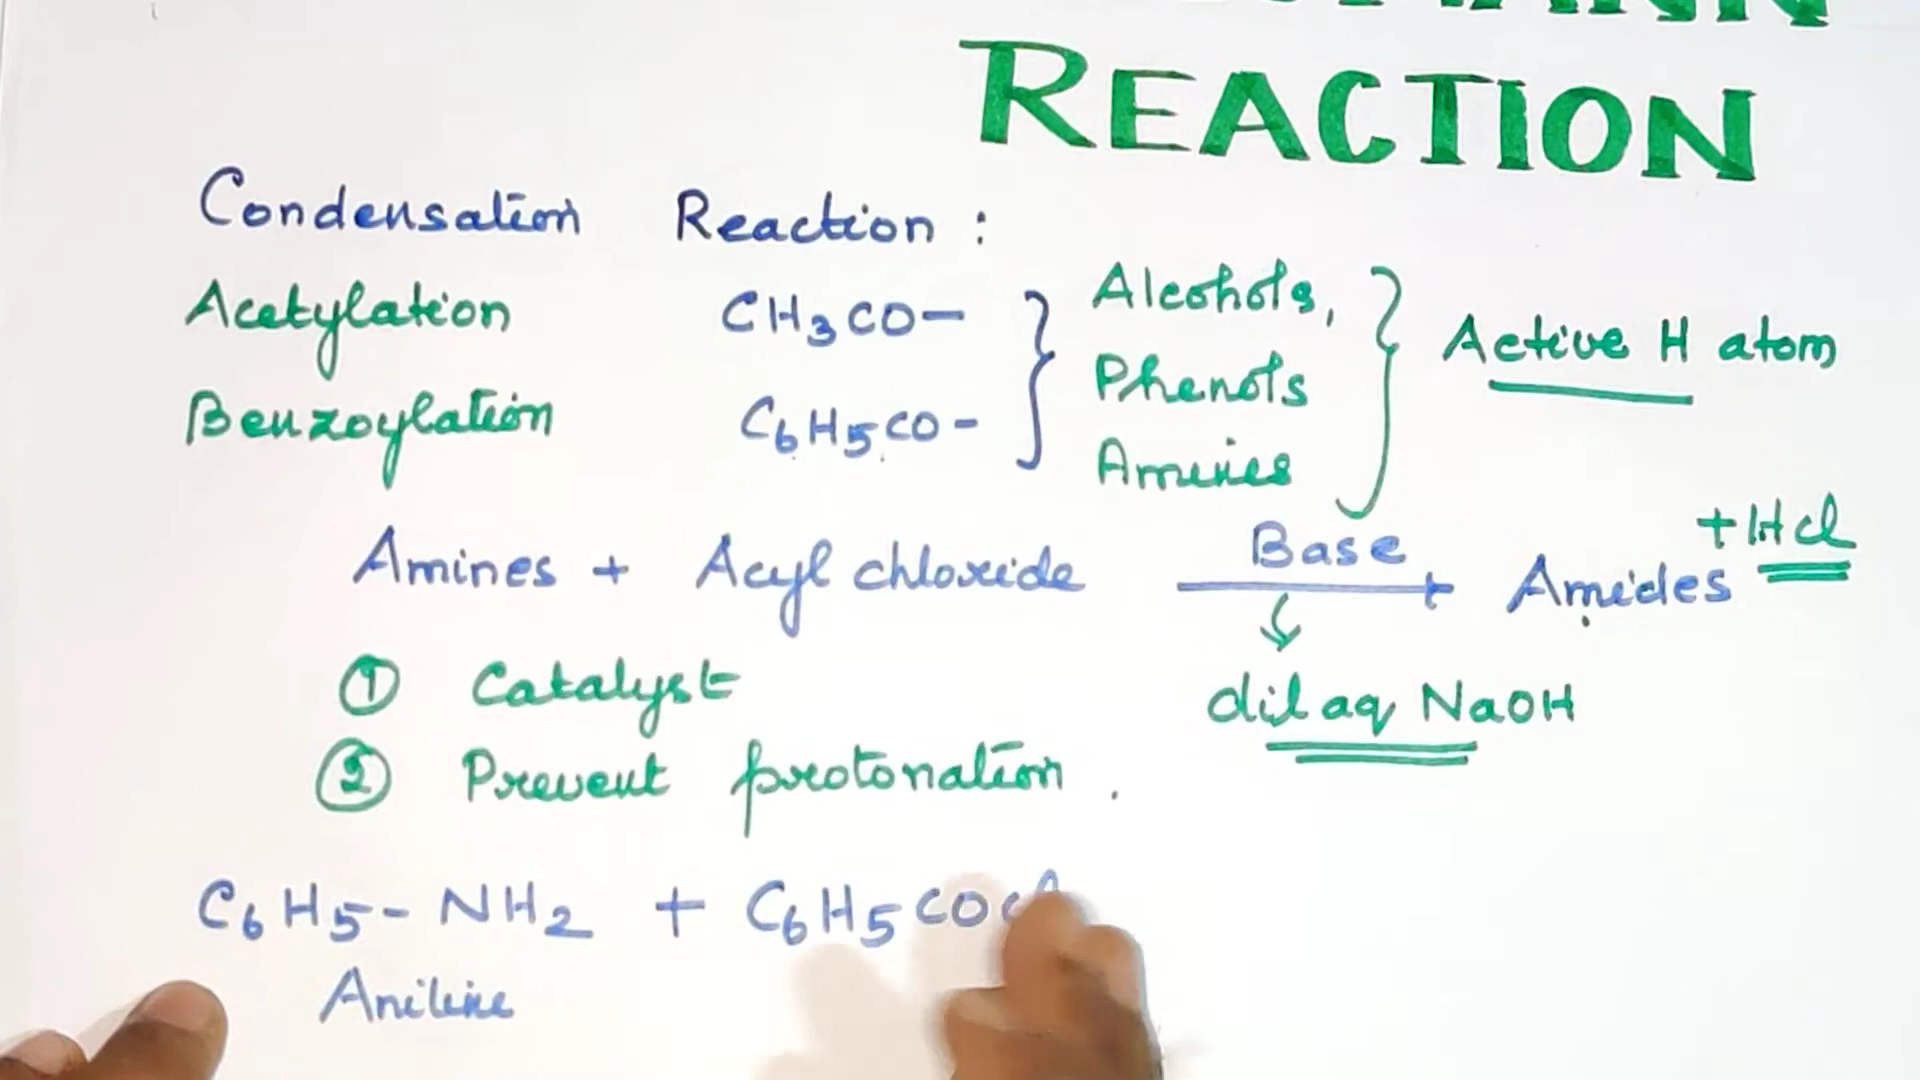 REACTION
Condensation Reaction :
Acetylation CH3CO- } Alcohols, } Active H atom
Phenols
Benzoylation C6H5CO-
Amines
Amines + Acyl chloride Base → Amides + HCl
① Catalyst
dil aq NaOH
② Prevent protonation.
C6H5-NH2 + C6H5CO
Aniline